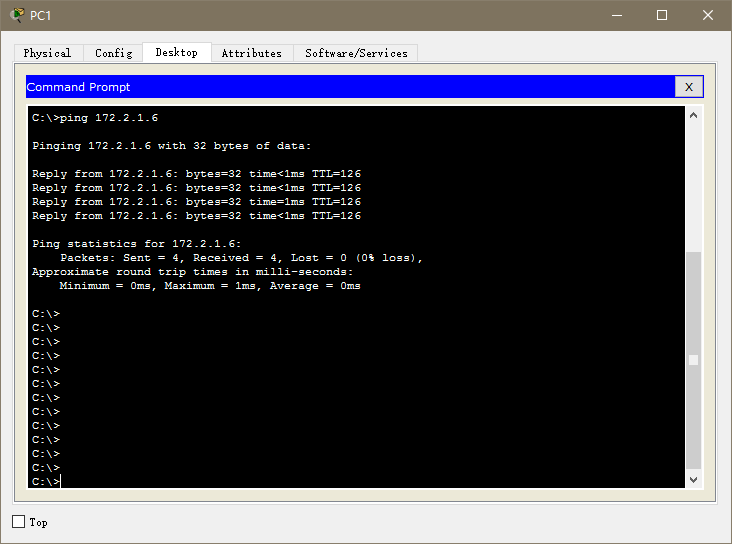 PC1
Physical Config Desktop Attributes Software/Services
Command Prompt X
C:\>ping 172.2.1.6
Pinging 172.2.1.6 with 32 bytes of data:
Reply from 172.2.1.6: bytes=32 time<1ms TTL=126
Reply from 172.2.1.6: bytes=32 time<1ms TTL=126
Reply from 172.2.1.6: bytes=32 time=1ms TTL=126
Reply from 172.2.1.6: bytes=32 time<1ms TTL=126
Ping statistics for 172.2.1.6:
Packets: Sent = 4, Received = 4, Lost = 0 (0% loss),
Approximate round trip times in milli-seconds:
Minimum = 0ms, Maximum = 1ms, Average = 0ms
C:\>
C:\>
C:\>
C:\>
C:\>
C:\>
C:\>
C:\>
C:\>
C:\>
C:\>
C:\>
C:\>
Top